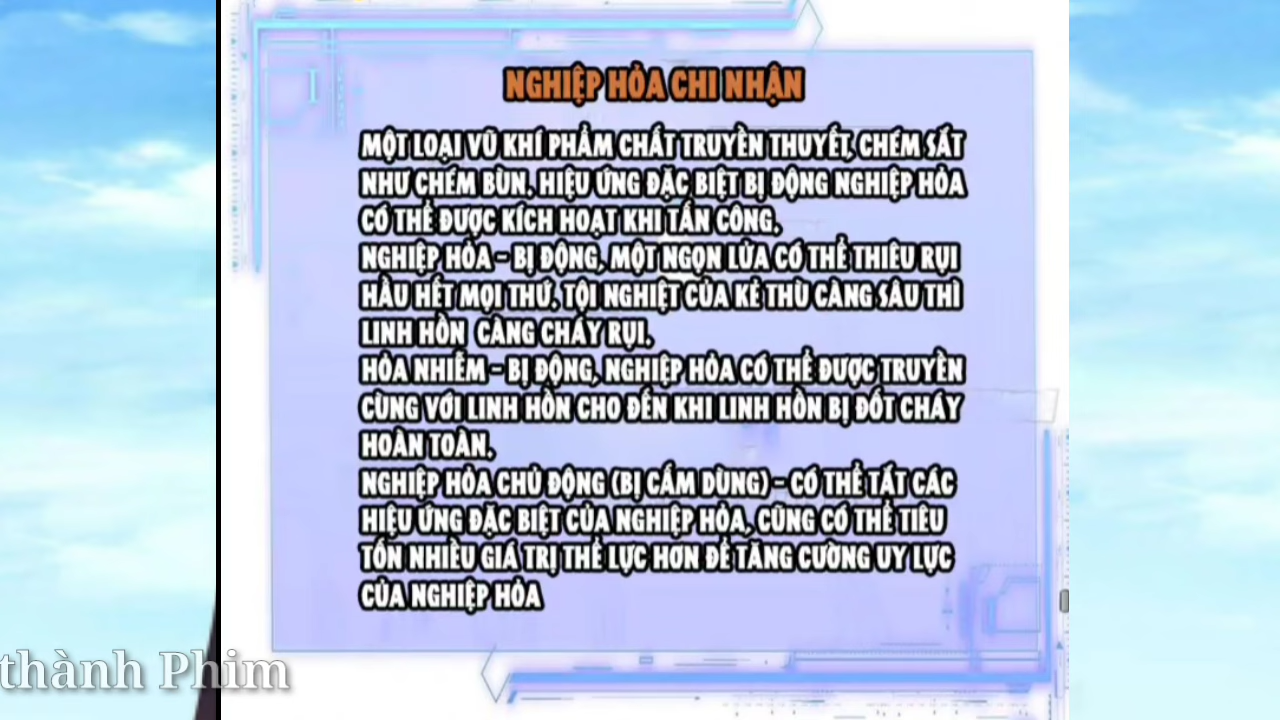 NGHIỆP HỎA CHI NHẬN
MỘT LOẠI VŨ KHÍ PHẨM CHẤT TRUYỀN THUYẾT, CHÉM SẮT
NHƯ CHÉM BÙN. HIỆU ỨNG ĐẶC BIỆT BỊ ĐỘNG NGHIỆP HỎA
CÓ THỂ ĐƯỢC KÍCH HOẠT KHI TẤN CÔNG.
NGHIỆP HỎA - BỊ ĐỘNG, MỘT NGỌN LỬA CÓ THỂ THIÊU RỤI
HẦU HẾT MỌI THỨ. TỘI NGHIỆT CỦA KẺ THÙ CÀNG SÂU THÌ
LINH HỒN CÀNG CHÁY RỤI.
HỎA NHIỄM - BỊ ĐỘNG, NGHIỆP HỎA CÓ THỂ ĐƯỢC TRUYỀN
CÙNG VỚI LINH HỒN CHO ĐẾN KHI LINH HỒN BỊ ĐỐT CHÁY
HOÀN TOÀN.
NGHIỆP HỎA CHỦ ĐỘNG (BỊ CẤM DÙNG) - CÓ THỂ TẤT CÁC
HIỆU ỨNG ĐẶC BIỆT CỦA NGHIỆP HỎA, CŨNG CÓ THỂ TIÊU
TỐN NHIỀU GIÁ TRỊ THỂ LỰC HƠN ĐỂ TĂNG CƯỜNG UY LỰC
CỦA NGHIỆP HỎA
thành Phim